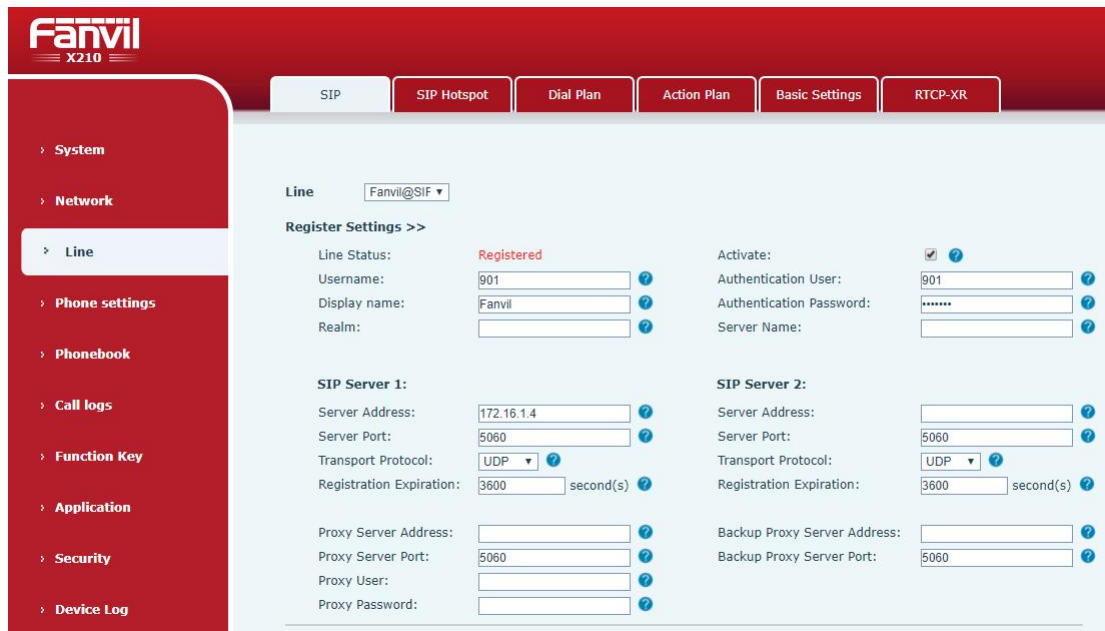 Fanvil
X210
SIP
SIP Hotspot
Dial Plan
Action Plan
Basic Settings
RTCP-XR
› System
› Network
› Line
› Phone settings
› Phonebook
› Call logs
› Function Key
› Application
› Security
› Device Log
Line Fanvil@SIF
Register Settings >>
Line Status: Registered Activate:
Username: 901 Authentication User: 901
Display name: Fanvil Authentication Password: •••••••
Realm: Server Name:
SIP Server 1: SIP Server 2:
Server Address: 172.16.1.4 Server Address:
Server Port: 5060 Server Port: 5060
Transport Protocol: UDP Transport Protocol: UDP
Registration Expiration: 3600 second(s) Registration Expiration: 3600 second(s)
Proxy Server Address: Backup Proxy Server Address:
Proxy Server Port: 5060 Backup Proxy Server Port: 5060
Proxy User:
Proxy Password: